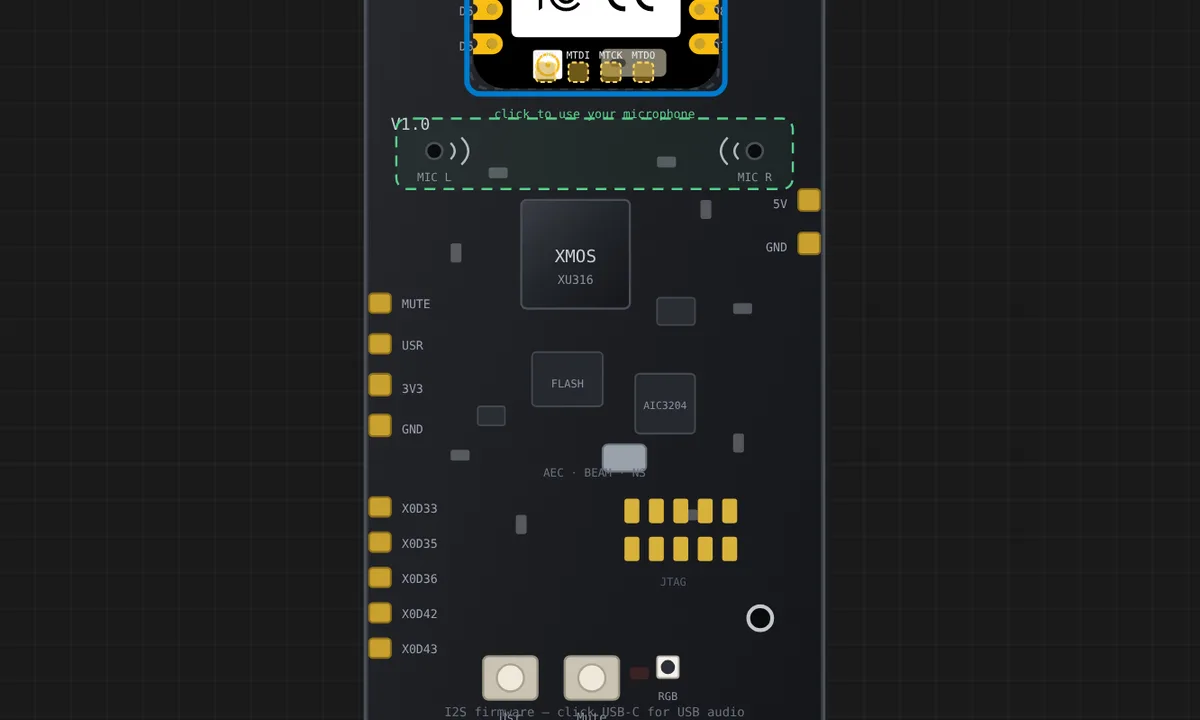 MTDI MTCK MTDO
click to use your microphone
V1.0
MIC L
MIC R
5V
GND
XMOS
XU316
MUTE
USR
3V3
GND
FLASH
AIC3204
AEC · BEAM · NS
X0D33
X0D35
X0D36
X0D42
X0D43
JTAG
RGB
I2S firmware — click USB-C for USB audio
Usr
Mute